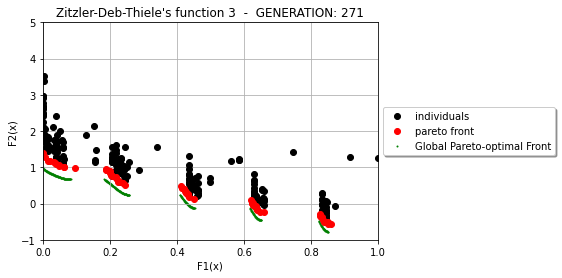 Zitzler-Deb-Thiele's function 3 - GENERATION: 271
5
4
3
2
1
0
-1
F2(x)
0.0 0.2 0.4 0.6 0.8 1.0
F1(x)
individuals
pareto front
Global Pareto-optimal Front